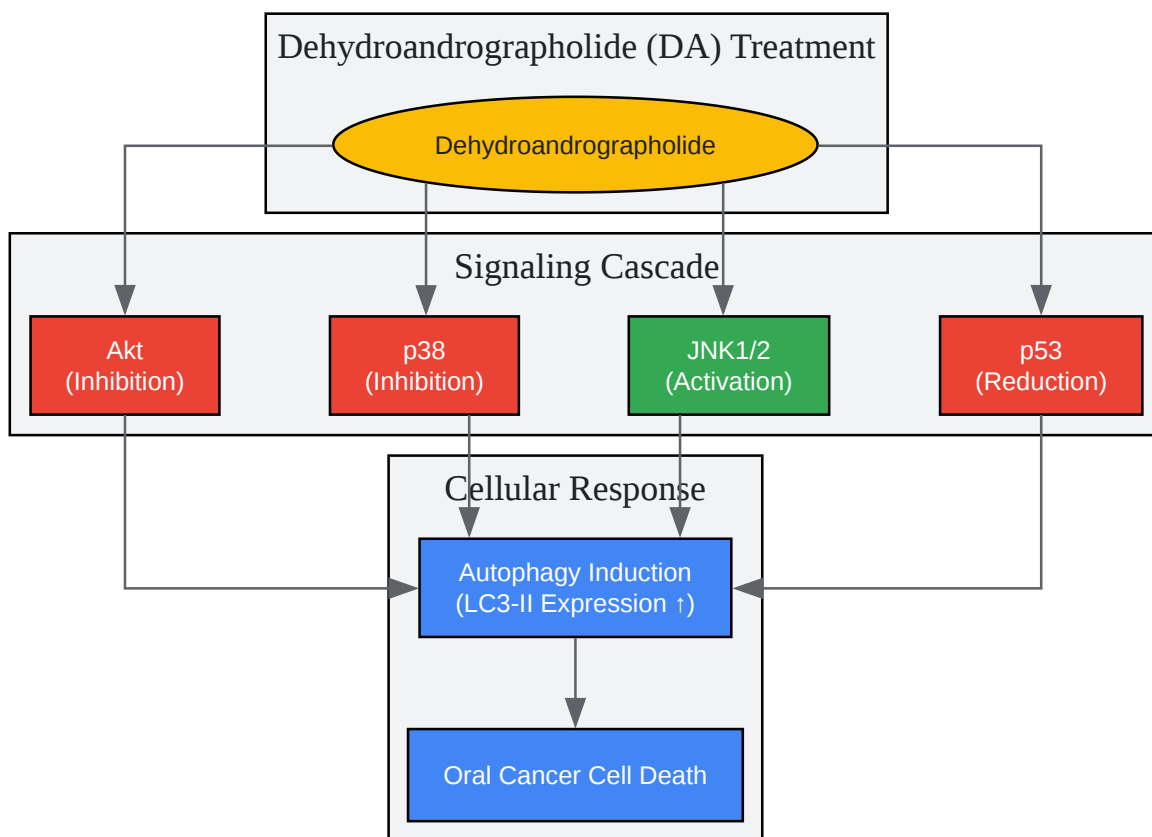 Dehydroandrographolide (DA) Treatment
Dehydroandrographolide
Signaling Cascade
Akt
(Inhibition)
p38
(Inhibition)
JNK1/2
(Activation)
p53
(Reduction)
Cellular Response
Autophagy Induction
(LC3-II Expression ↑)
Oral Cancer Cell Death